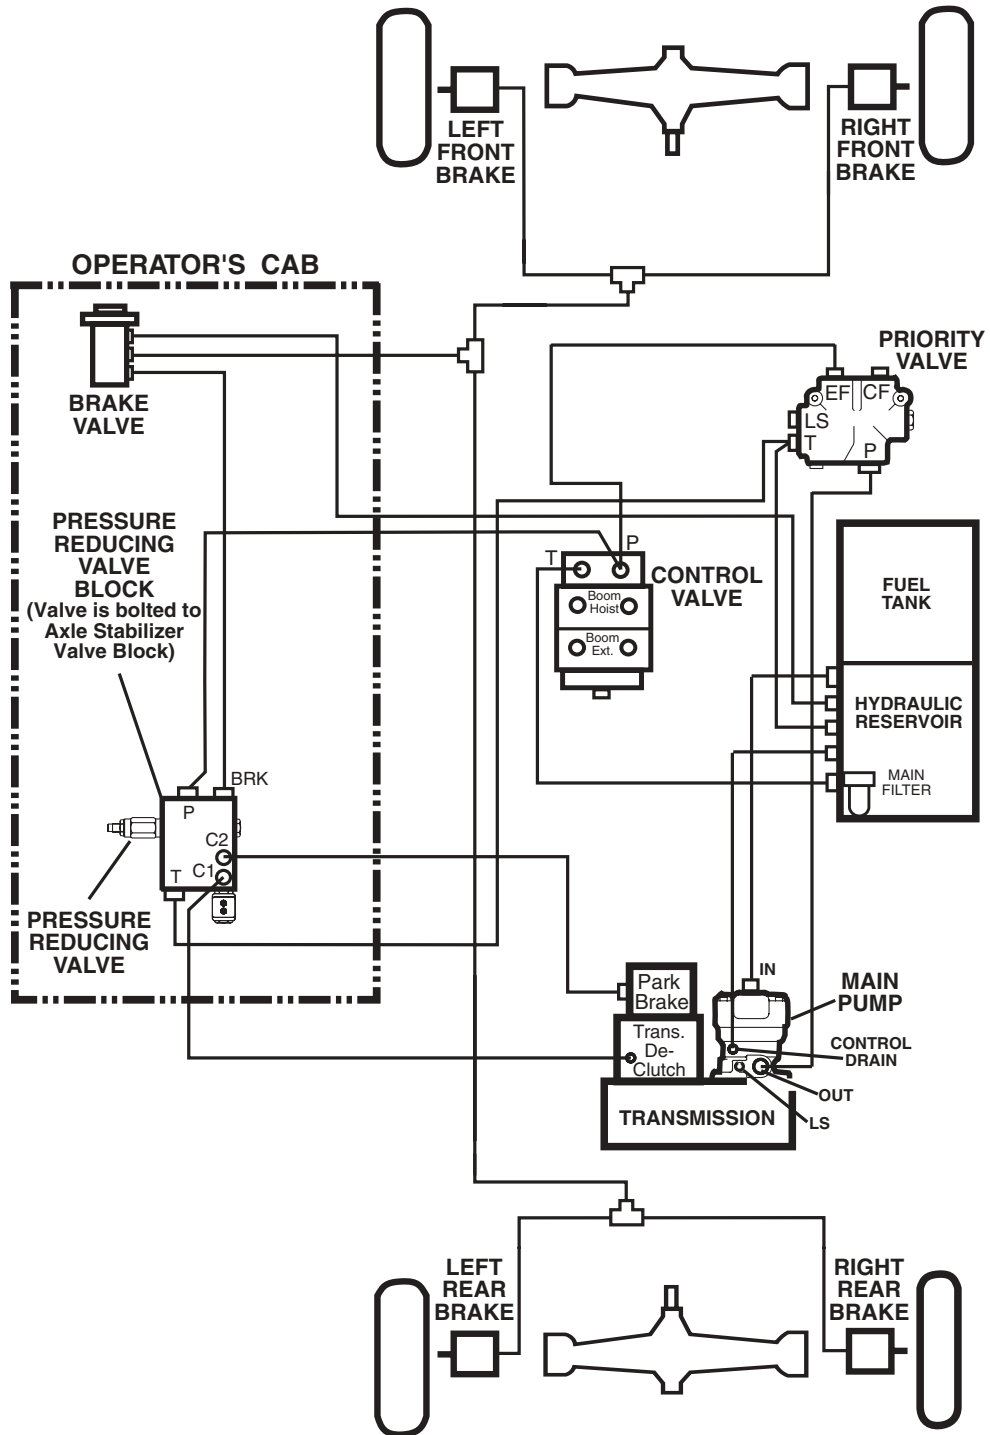 LEFT
FRONT
BRAKE
RIGHT
FRONT
BRAKE
OPERATOR'S CAB
BRAKE
VALVE
PRIORITY
VALVE
EF
CF
LS
T
P
PRESSURE
REDUCING
VALVE
BLOCK
(Valve is bolted to
Axle Stabilizer
Valve Block)
T
P
CONTROL
VALVE
Boom
Hoist
Boom
Ext.
FUEL
TANK
HYDRAULIC
RESERVOIR
MAIN
FILTER
BRK
P
C2
C1
T
PRESSURE
REDUCING
VALVE
IN
MAIN
PUMP
Park
Brake
Trans.
De-
Clutch
CONTROL
DRAIN
OUT
LS
TRANSMISSION
LEFT
REAR
BRAKE
RIGHT
REAR
BRAKE